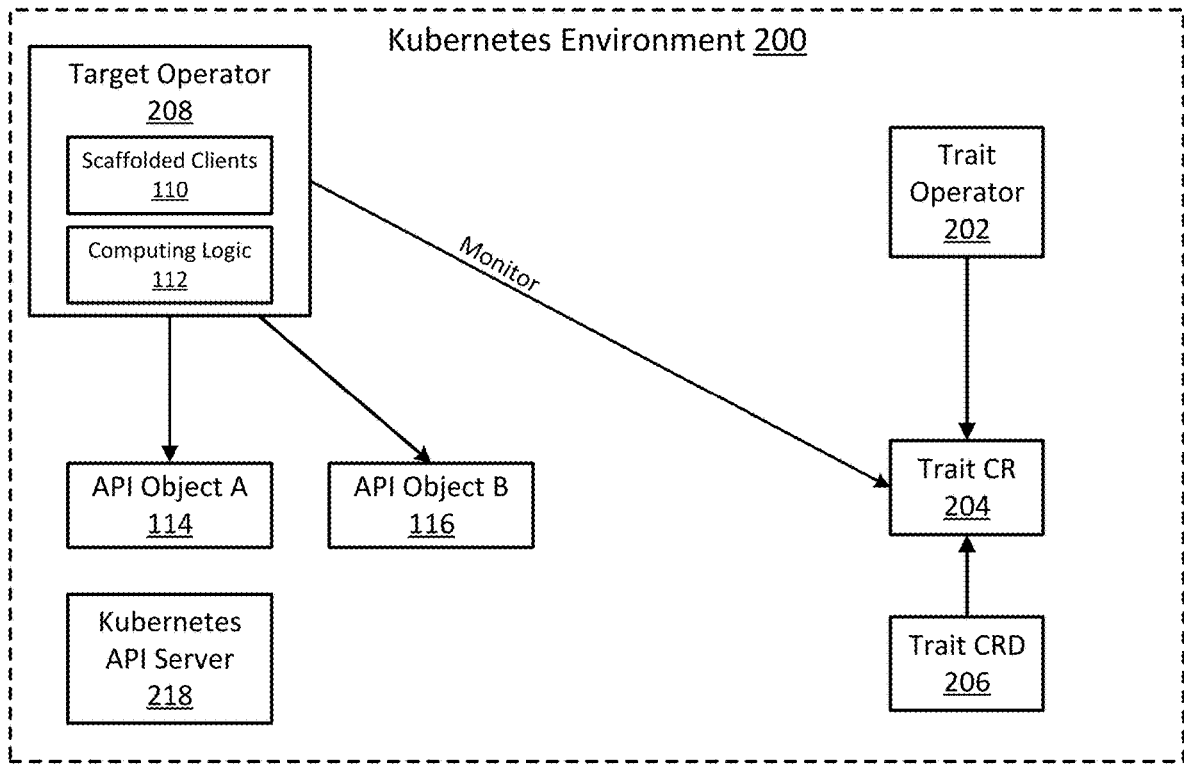 Kubernetes Environment 200
Target Operator
208
Scaffolded Clients
110
Computing Logic
112
Monitor
Trait
Operator
202
API Object A
114
API Object B
116
Trait CR
204
Kubernetes
API Server
218
Trait CRD
206